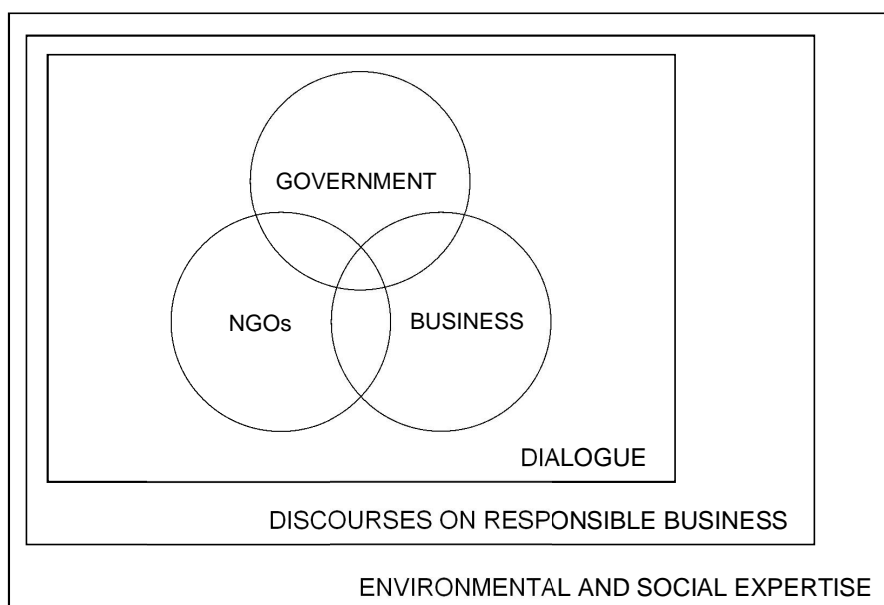 GOVERNMENT
NGOs
BUSINESS
DIALOGUE
DISCOURSES ON RESPONSIBLE BUSINESS
ENVIRONMENTAL AND SOCIAL EXPERTISE